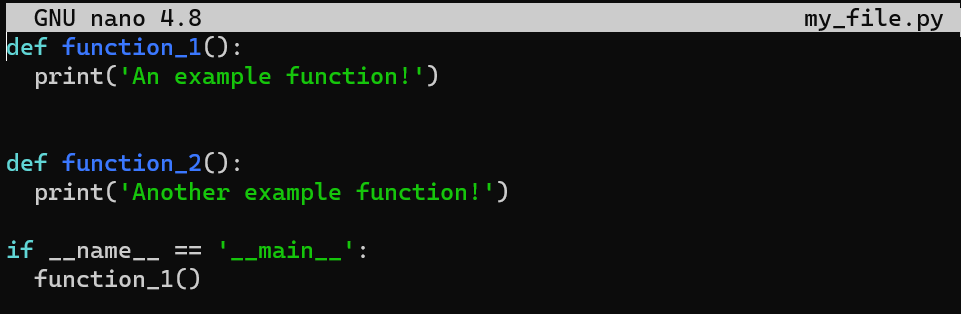 GNU nano 4.8 my_file.py
def function_1():
  print('An example function!')


def function_2():
  print('Another example function!')

if __name__ == '__main__':
  function_1()